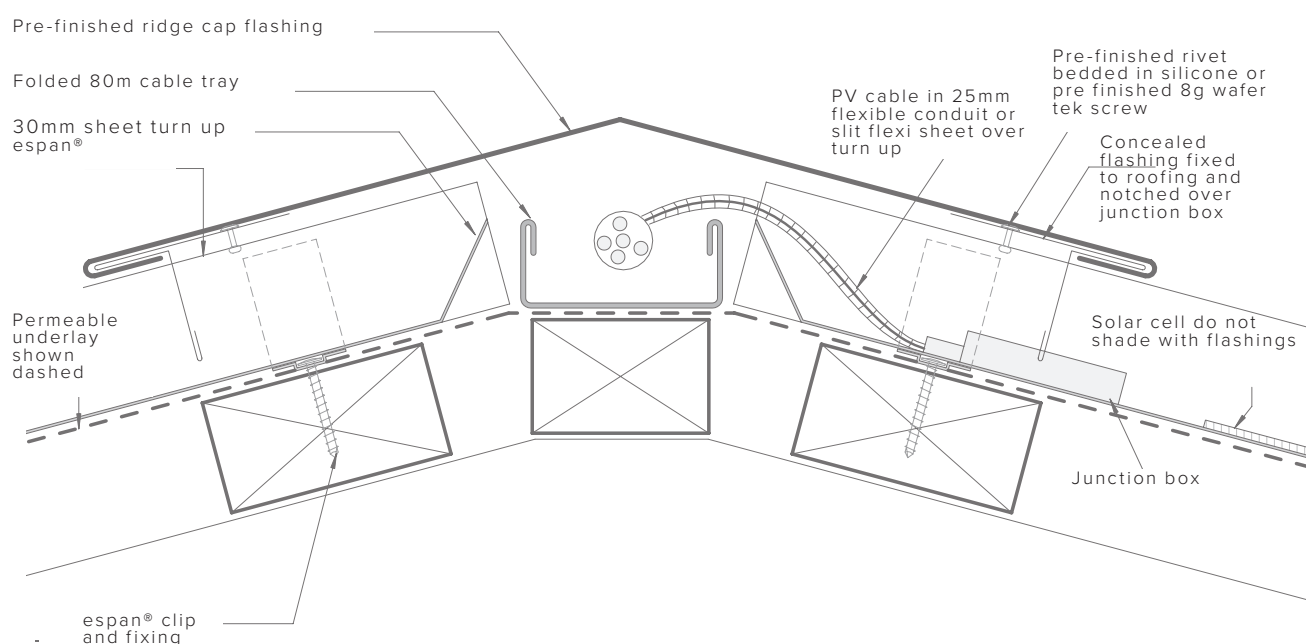 Pre-finished ridge cap flashing
Folded 80m cable tray
30mm sheet turn up
espan®
Permeable
underlay
shown
dashed
espan® clip
and fixing
PV cable in 25mm
flexible conduit or
slit flexi sheet over
turn up
Pre-finished rivet
bedded in silicone or
pre finished 8g wafer
tek screw
Concealed
flashing fixed
to roofing and
notched over
junction box
Solar cell do not
shade with flashings
Junction box